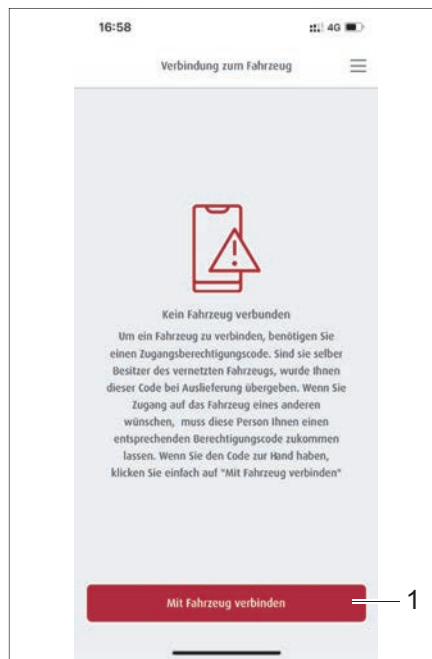 16:58
4G
Verbindung zum Fahrzeug
Kein Fahrzeug verbunden
Um ein Fahrzeug zu verbinden, benötigen Sie
einen Zugangsberechtigungscode. Sind sie selber
Besitzer des vernetzten Fahrzeugs, wurde Ihnen
dieser Code bei Auslieferung übergeben. Wenn Sie
Zugang auf das Fahrzeug eines anderen
wünschen, muss diese Person Ihnen einen
entsprechenden Berechtigungscode zukommen
lassen. Wenn Sie den Code zur Hand haben,
klicken Sie einfach auf "Mit Fahrzeug verbinden"
Mit Fahrzeug verbinden
1